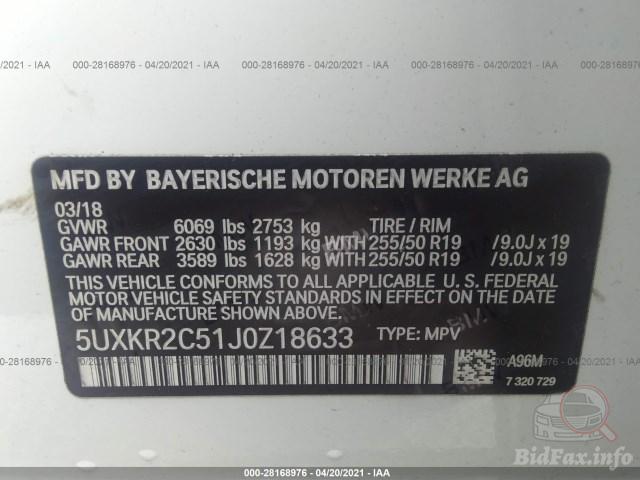 000-28168976 - 04/20/2021 - IAA
MFD BY BAYERISCHE MOTOREN WERKE AG
03/18
GVWR 6069 lbs 2753 kg TIRE / RIM
GAWR FRONT 2630 lbs 1193 kg WITH 255/50 R19 /9.0J x 19
GAWR REAR 3589 lbs 1628 kg WITH 255/50 R19 /9.0J x 19
THIS VEHICLE CONFORMS TO ALL APPLICABLE U. S. FEDERAL
MOTOR VEHICLE SAFETY STANDARDS IN EFFECT ON THE DATE OF MANUFACTURE
SHOWN ABOVE.
5UXKR2C51J0Z18633 TYPE: MPV
A96M
7 320 729
BidFax.info
000-28168976 - 04/20/2021 - IAA